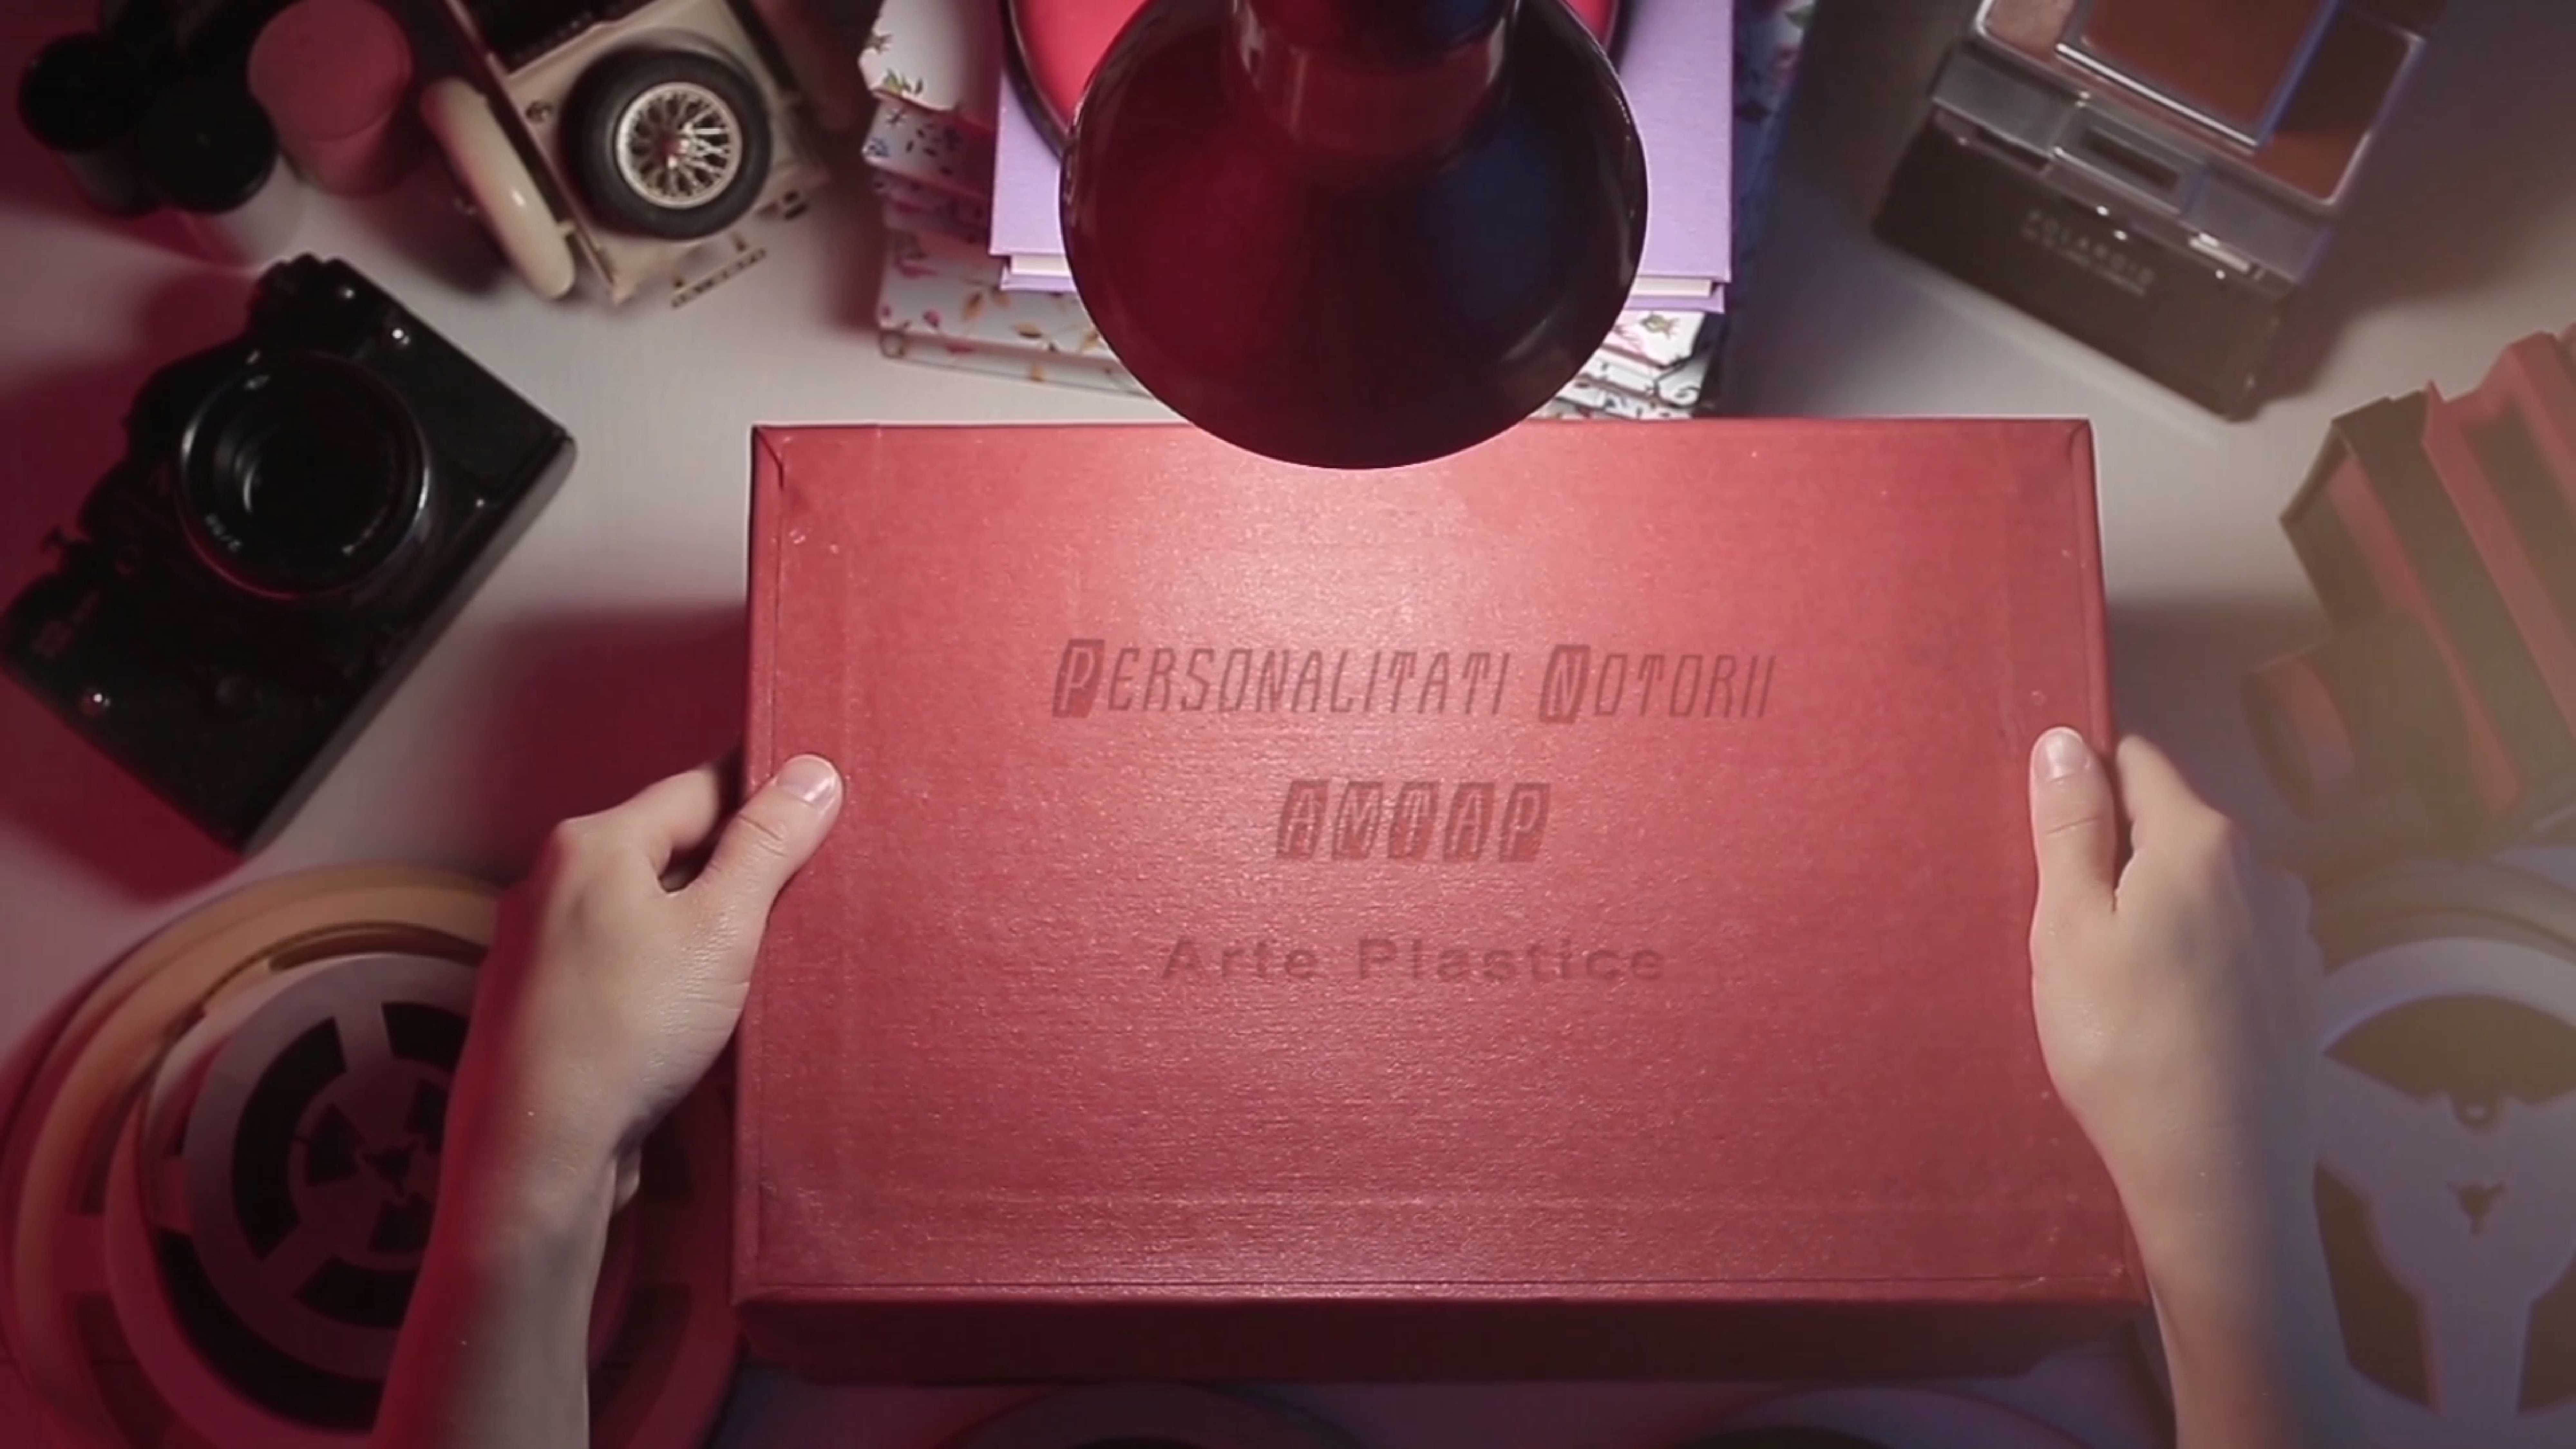 PERSONALITATI NOTORII
AMTAP
Arte Plastice